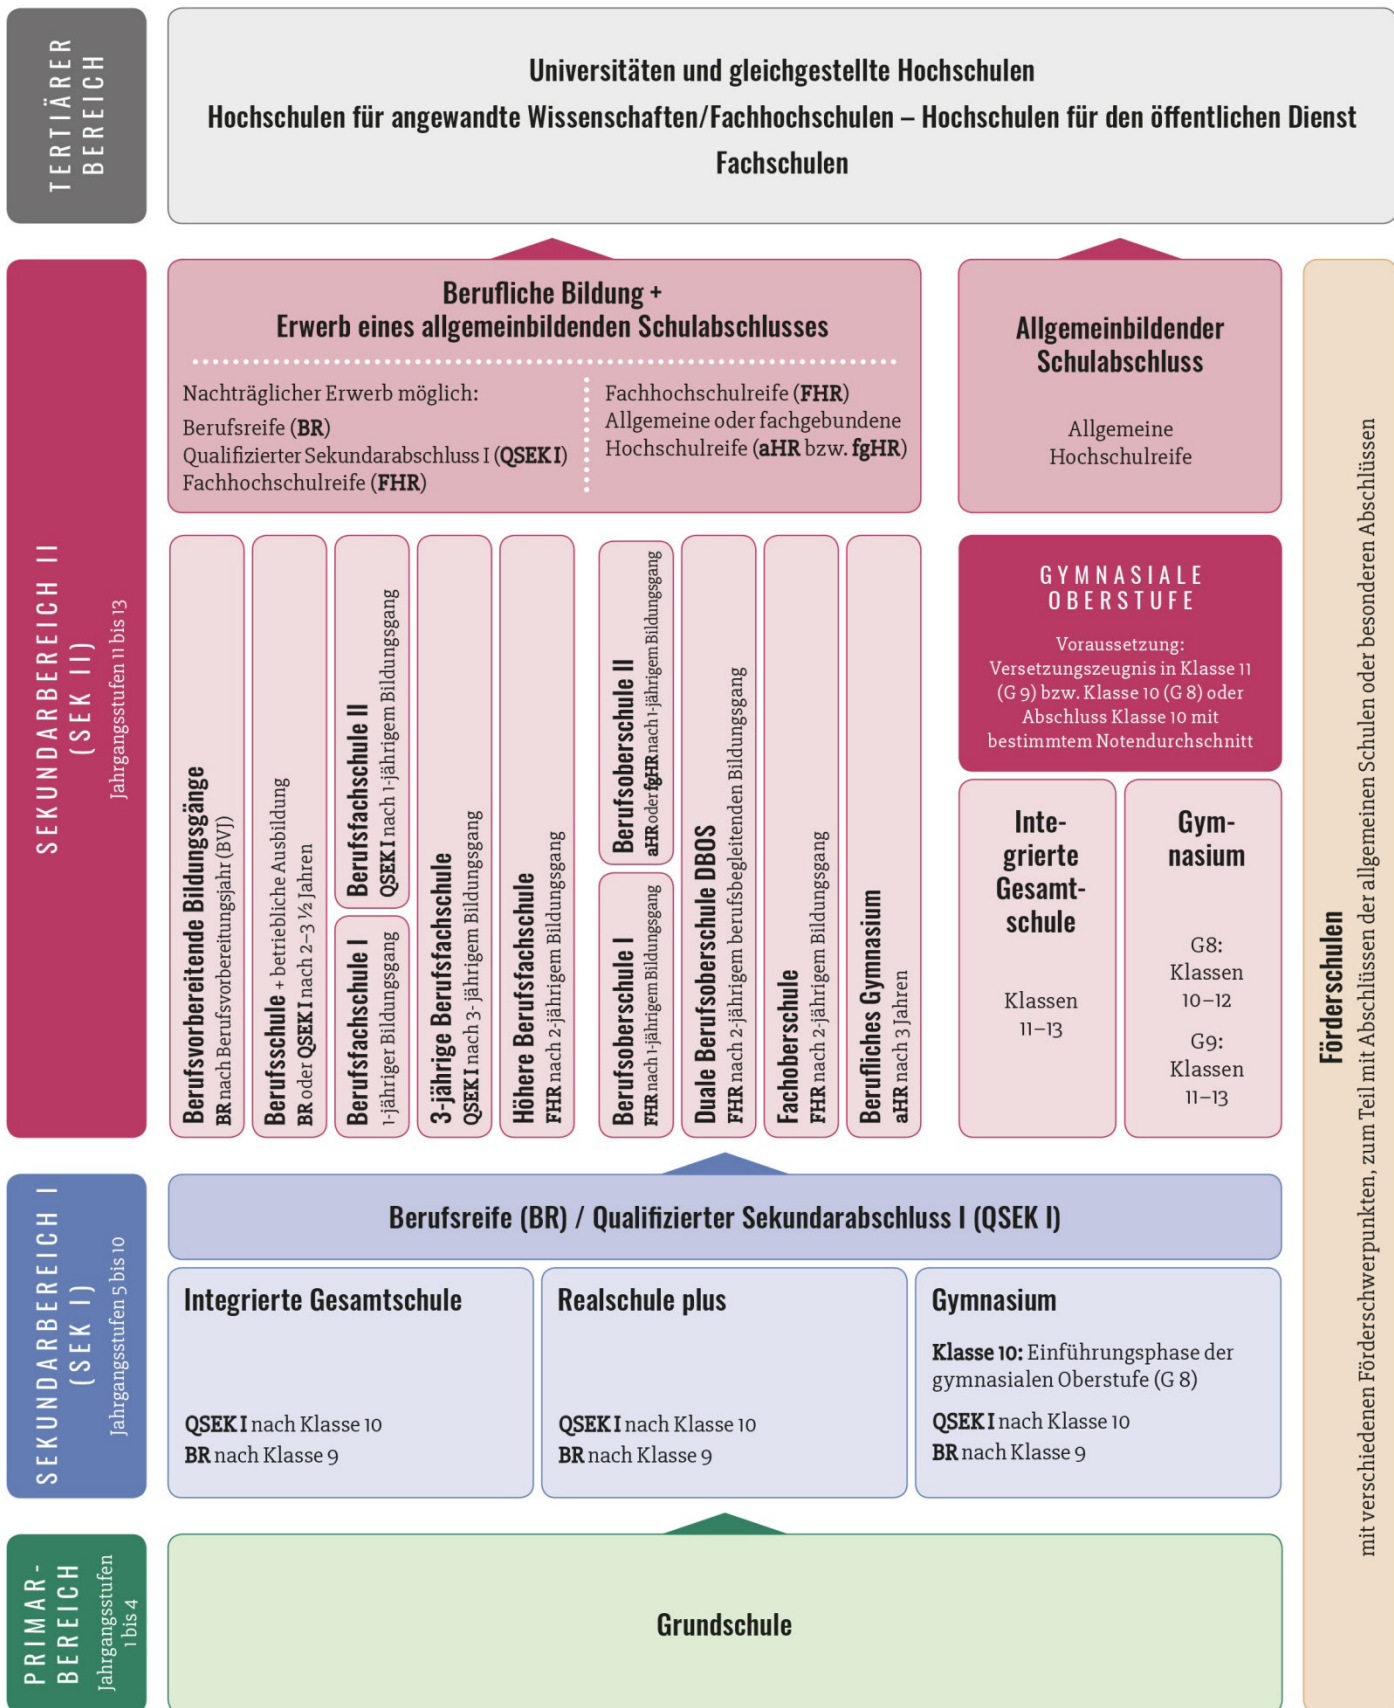 TERTIÄRER
BEREICH
Universitäten und gleichgestellte Hochschulen
Hochschulen für angewandte Wissenschaften/Fachhochschulen – Hochschulen für den öffentlichen Dienst
Fachschulen
SEKUNDARBEREICH II
(SEK II)
Jahrgangsstufen 11 bis 13
Berufliche Bildung +
Erwerb eines allgemeinbildenden Schulabschlusses
Nachträglicher Erwerb möglich:
Berufsreife (BR)
Qualifizierter Sekundarabschluss I (QSEK I)
Fachhochschulreife (FHR)
Fachhochschulreife (FHR)
Allgemeine oder fachgebundene
Hochschulreife (aHR bzw. fgHR)
Allgemeinbildender
Schulabschluss
Allgemeine
Hochschulreife
Berufsvorbereitende Bildungsgänge
BR nach Berufsvorbereitungsjahr (BVJ)
Berufsschule + betriebliche Ausbildung
BR oder QSEK I nach 2–3 ½ Jahren
Berufsfachschule II
QSEK I nach 1-jährigem Bildungsgang
Berufsfachschule I
1-jähriger Bildungsgang
3-jährige Berufsfachschule
QSEK I nach 3- jährigem Bildungsgang
Höhere Berufsfachschule
FHR nach 2-jährigem Bildungsgang
Berufsoberschule II
aHR oder fgHR nach 1-jährigem Bildungsgang
Berufsoberschule I
FHR nach 1-jährigem Bildungsgang
Duale Berufsoberschule DBOS
FHR nach 2-jährigem berufsbegleitenden Bildungsgang
Fachoberschule
FHR nach 2-jährigem Bildungsgang
Berufliches Gymnasium
aHR nach 3 Jahren
GYMNASIALE
OBERSTUFE
Voraussetzung:
Versetzungszeugnis in Klasse 11
(G 9) bzw. Klasse 10 (G 8) oder
Abschluss Klasse 10 mit
bestimmtem Notendurchschnitt
Inte-
grierte
Gesamt-
schule
Klassen
11–13
Gym-
nasium
G8:
Klassen
10–12
G9:
Klassen
11–13
Förderschulen
mit verschiedenen Förderschwerpunkten, zum Teil mit Abschlüssen der allgemeinen Schulen oder besonderen Abschlüssen
SEKUNDARBEREICH I
(SEK I)
Jahrgangsstufen 5 bis 10
Berufsreife (BR) / Qualifizierter Sekundarabschluss I (QSEK I)
Integrierte Gesamtschule
QSEK I nach Klasse 10
BR nach Klasse 9
Realschule plus
QSEK I nach Klasse 10
BR nach Klasse 9
Gymnasium
Klasse 10: Einführungsphase der
gymnasialen Oberstufe (G 8)
QSEK I nach Klasse 10
BR nach Klasse 9
PRIMAR-
BEREICH
Jahrgangsstufen
1 bis 4
Grundschule